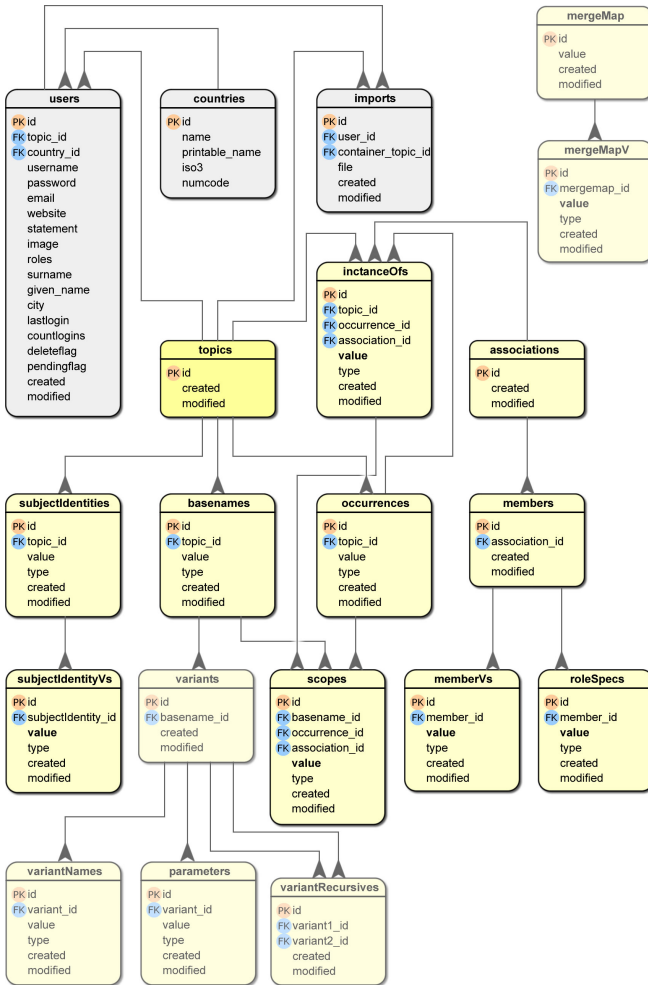 mergeMap
PK id
value
created
modified
users
PK id
FK topic_id
FK country_id
username
password
email
website
statement
image
roles
surname
given_name
city
lastlogin
countlogins
deleteflag
pendingflag
created
modified
countries
PK id
name
printable_name
iso3
numcode
imports
PK id
FK user_id
FK container_topic_id
file
created
modified
mergeMapV
PK id
FK mergemap_id
value
type
created
modified
inctanceOfs
PK id
FK topic_id
FK occurrence_id
FK association_id
value
type
created
modified
topics
PK id
created
modified
associations
PK id
created
modified
subjectIdentities
PK id
FK topic_id
value
type
created
modified
basenames
PK id
FK topic_id
value
type
created
modified
occurrences
PK id
FK topic_id
value
type
created
modified
members
PK id
FK association_id
created
modified
subjectIdentityVs
PK id
FK subjectIdentity_id
value
type
created
modified
variants
PK id
FK basename_id
created
modified
scopes
PK id
FK basename_id
FK occurrence_id
FK association_id
value
type
created
modified
memberVs
PK id
FK member_id
value
type
created
modified
roleSpecs
PK id
FK member_id
value
type
created
modified
variantNames
PK id
FK variant_id
value
type
created
modified
parameters
PK id
FK variant_id
value
type
created
modified
variantRecursives
PK id
FK variant1_id
FK variant2_id
created
modified